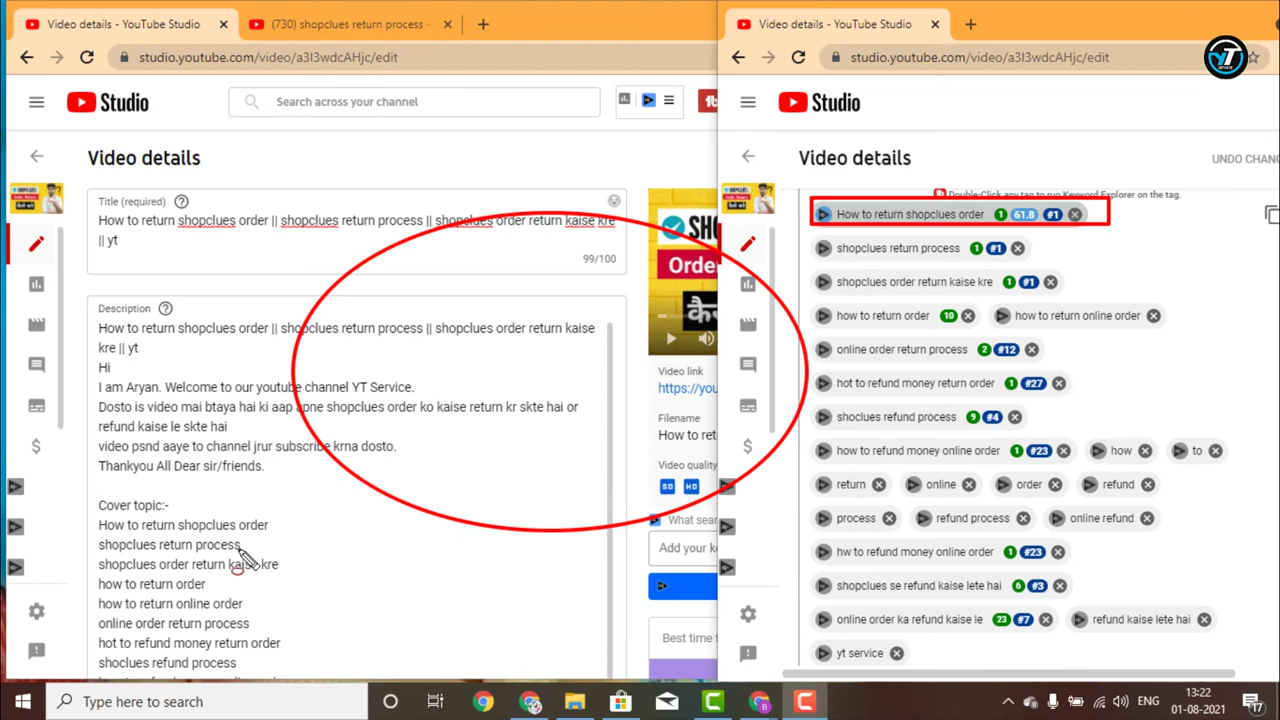 Video details - YouTube Studio
(730) shopclues return process -
Video details - YouTube Studio
studio.youtube.com/video/a3I3wdcAHjc/edit
studio.youtube.com/video/a3I3wdcAHjc/edit
YT
Studio
Search across your channel
Studio
Video details
Video details
UNDO CHANG
Title (required)
How to return shopclues order || shopclues return process || shopclues order return kaise kre
|| yt
99/100
Description
How to return shopclues order || shopclues return process || shopclues order return kaise
kre || yt
Hi
I am Aryan. Welcome to our youtube channel YT Service.
Dosto is video mai btaya hai ki aap apne shopclues order ko kaise return kr skte hai or
refund kaise le skte hai
video psnd aaye to channel jrur subscribe krna dosto.
Thankyou All Dear sir/friends.
Cover topic:-
How to return shopclues order
shopclues return process
shopclues order return kaise kre
how to return order
how to return online order
online order return process
hot to refund money return order
shoclues refund process
SHO
Orde
कै
Video link
https://you
Filename
How to ret
Video quality
SD HD
What sear
Add your k
Best time t
Double-Click any tag to run Keyword Explorer on the tag.
How to return shopclues order 1 61.8 #1
shopclues return process 1 #1
shopclues order return kaise kre 1 #1
how to return order 10 how to return online order
online order return process 2 #12
hot to refund money return order 1 #27
shoclues refund process 9 #4
how to refund money online order 1 #23 how to
return online order refund
process refund process online refund
hw to refund money online order 1 #23
shopclues se refund kaise lete hai 6 #3
online order ka refund kaise le 23 #7 refund kaise lete hai
yt service
Type here to search
ENG
13:22
01-08-2021
17